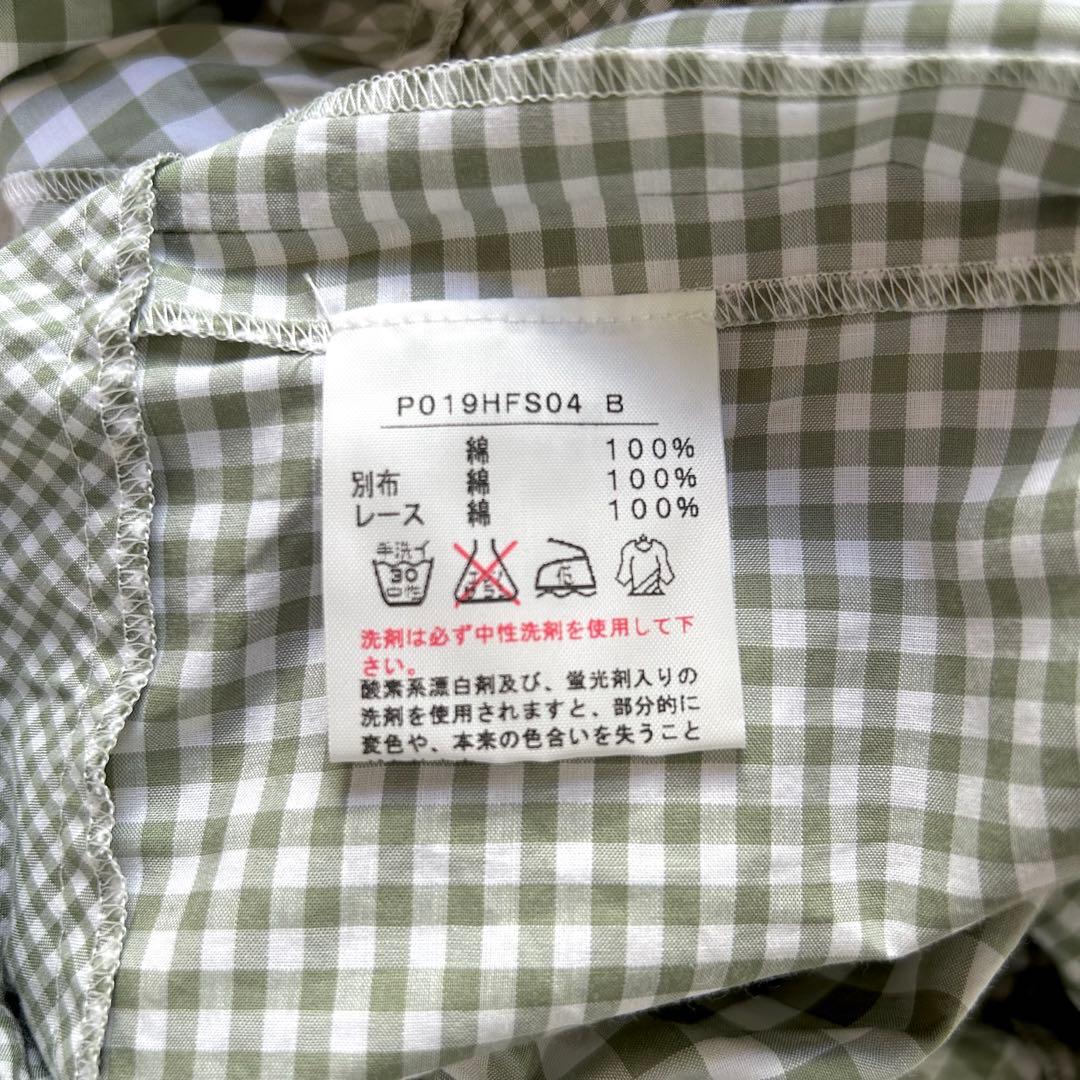 P019HFS04 B
綿 100%
別布 綿 100%
レース 綿 100%
手洗イ
30
中性
中
洗剤は必ず中性洗剤を使用して下
さい。
酸素系漂白剤及び、蛍光剤入りの
洗剤を使用されますと、部分的に
変色や、本来の色合いを失うこと